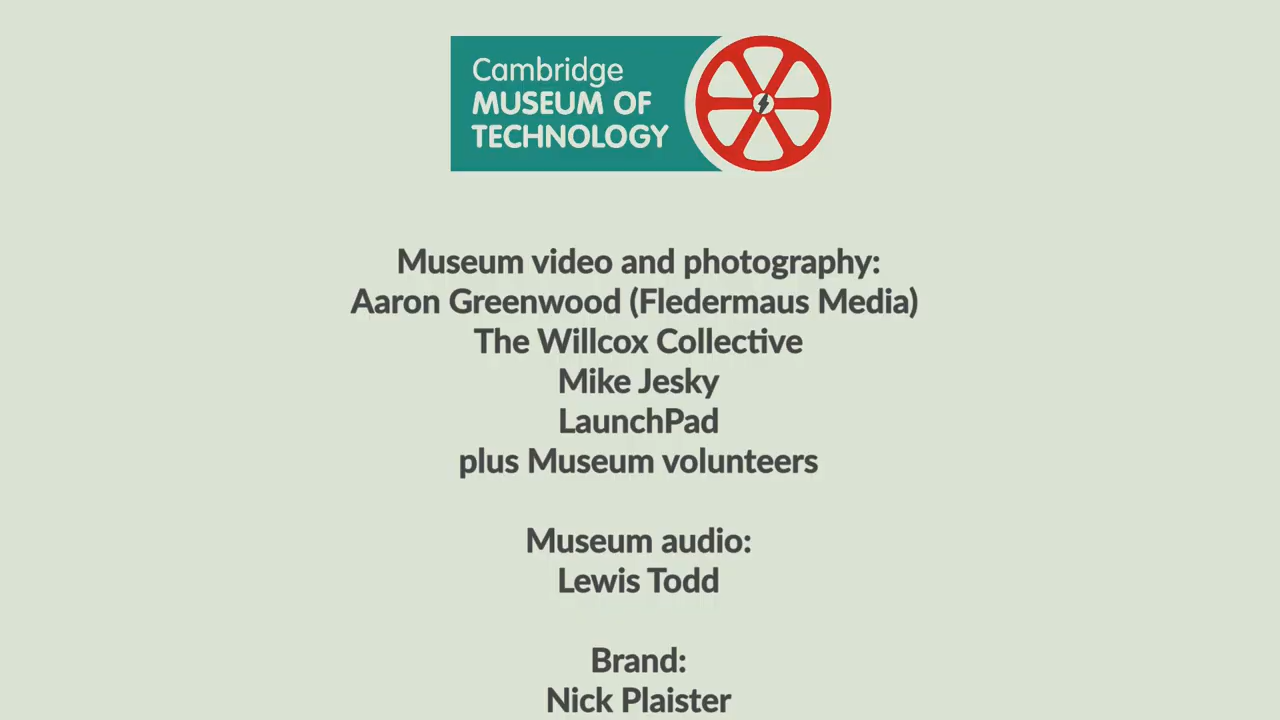 Cambridge
MUSEUM OF
TECHNOLOGY
Museum video and photography:
Aaron Greenwood (Fledermaus Media)
The Willcox Collective
Mike Jesky
LaunchPad
plus Museum volunteers
Museum audio:
Lewis Todd
Brand:
Nick Plaister